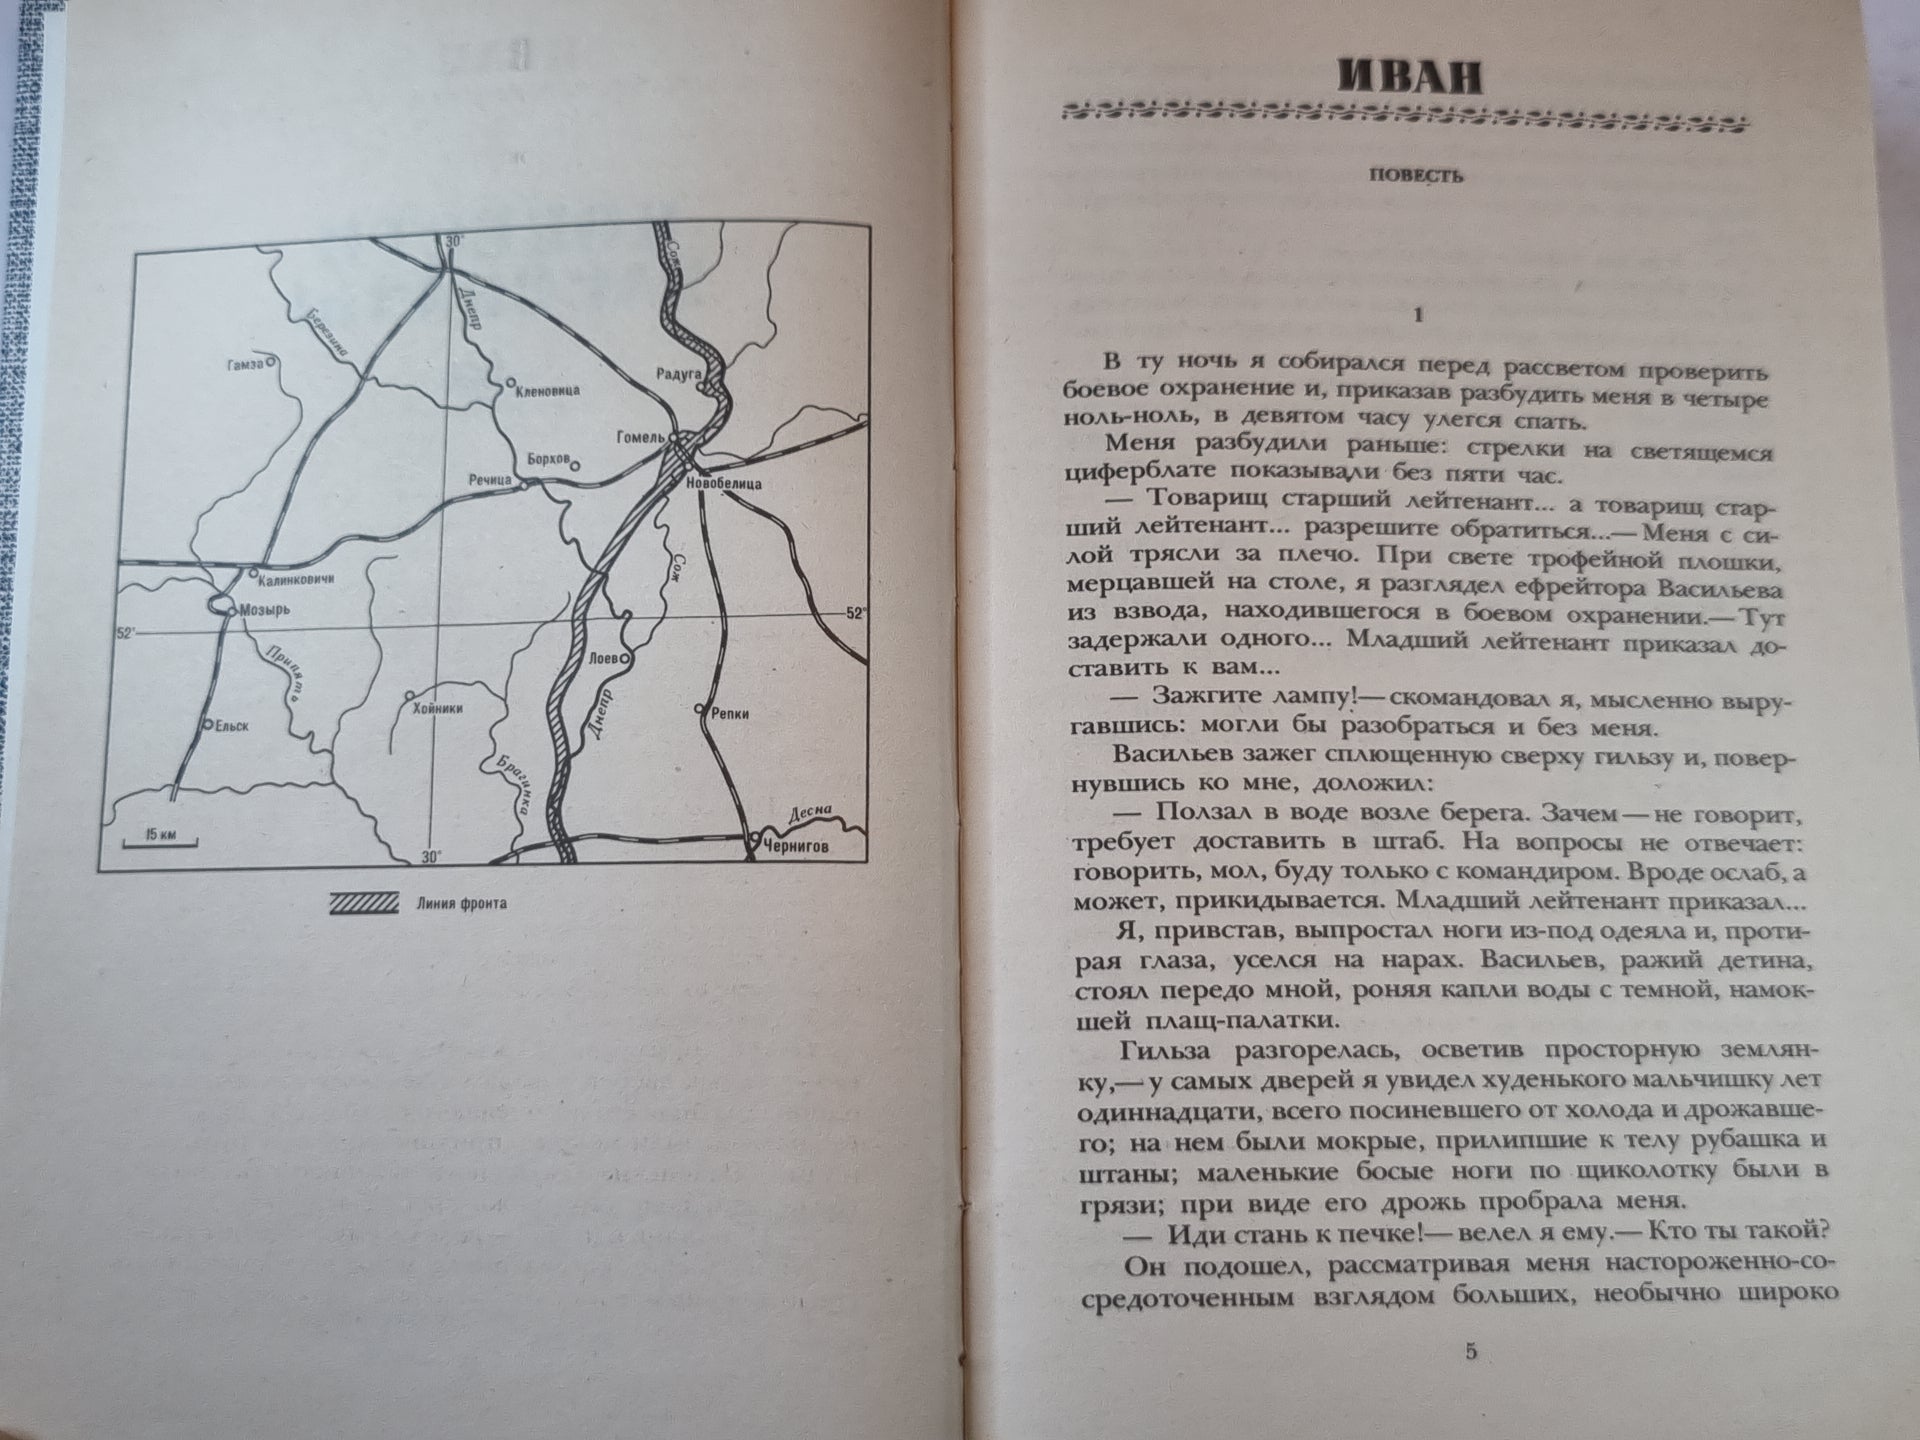 30°
Сож
Днепр
Березина
Гамза
Кленовица
Радуга
Гомель
Борхов
Речица
Новобелица
Калинковичи
Сож
Мозырь
52°
52°
Припять
Лоев
Днепр
Хойники
Репки
Ельск
Брагинка
Десна
15 км
30°
Чернигов
Линия фронта
ИВАН
ПОВЕСТЬ
1
В ту ночь я собирался перед рассветом проверить
боевое охранение и, приказав разбудить меня в четыре
ноль-ноль, в девятом часу улегся спать.
Меня разбудили раньше: стрелки на светящемся
циферблате показывали без пяти час.
— Товарищ старший лейтенант... а товарищ стар-
ший лейтенант... разрешите обратиться...— Меня с си-
лой трясли за плечо. При свете трофейной плошки,
мерцавшей на столе, я разглядел ефрейтора Васильева
из взвода, находившегося в боевом охранении.— Тут
задержали одного... Младший лейтенант приказал до-
ставить к вам...
— Зажгите лампу!— скомандовал я, мысленно выру-
гавшись: могли бы разобраться и без меня.
Васильев зажег сплющенную сверху гильзу и, повер-
нувшись ко мне, доложил:
— Ползал в воде возле берега. Зачем — не говорит,
требует доставить в штаб. На вопросы не отвечает:
говорить, мол, буду только с командиром. Вроде ослаб, а
может, прикидывается. Младший лейтенант приказал...
Я, привстав, выпростал ноги из-под одеяла и, проти-
рая глаза, уселся на нарах. Васильев, ражий детина,
стоял передо мной, роняя капли воды с темной, намок-
шей плащ-палатки.
Гильза разгорелась, осветив просторную землян-
ку,— у самых дверей я увидел худенького мальчишку лет
одиннадцати, всего посиневшего от холода и дрожавше-
го; на нем были мокрые, прилипшие к телу рубашка и
штаны; маленькие босые ноги по щиколотку были в
грязи; при виде его дрожь пробрала меня.
— Иди стань к печке!— велел я ему.— Кто ты такой?
Он подошел, рассматривая меня настороженно-со-
средоточенным взглядом больших, необычно широко
5